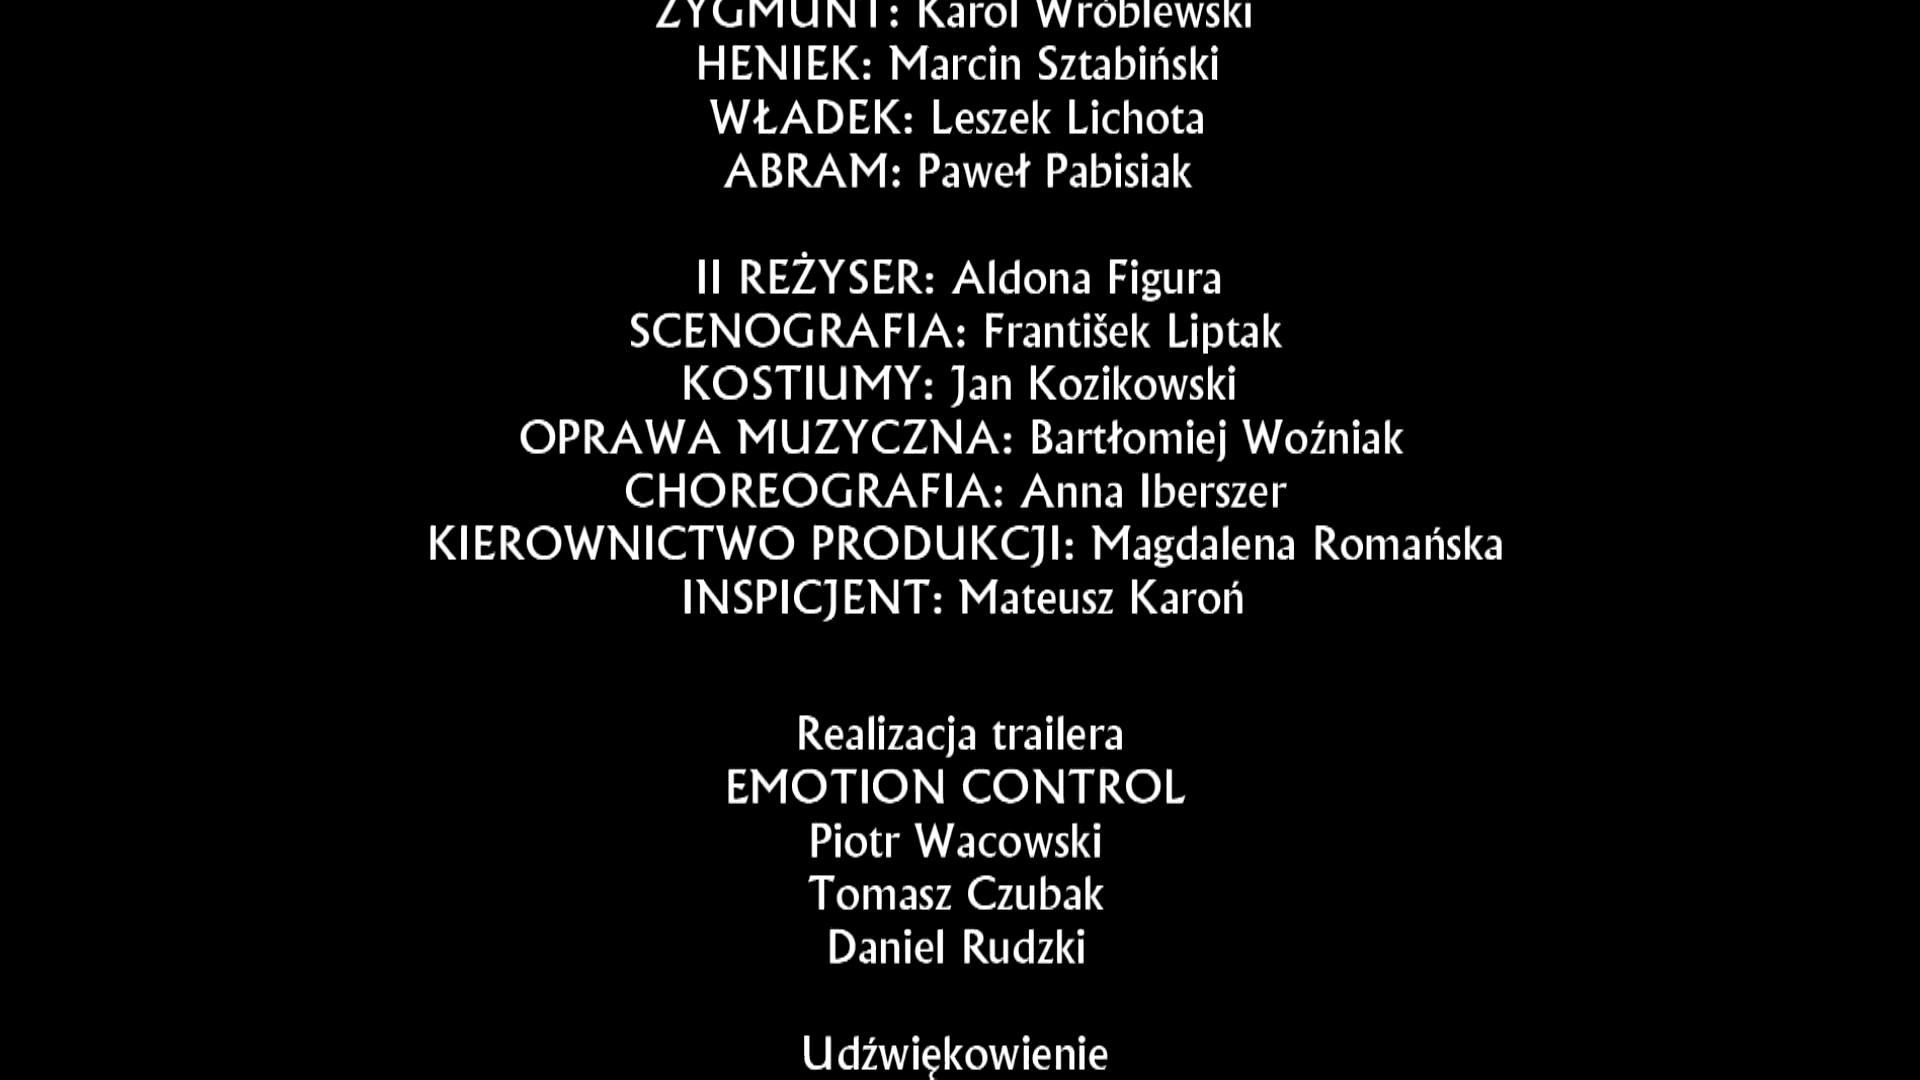 ZYGMUNT: Karol Wróblewski
HENIEK: Marcin Sztabiński
WŁADEK: Leszek Lichota
ABRAM: Paweł Pabisiak
II REŻYSER: Aldona Figura
SCENOGRAFIA: František Liptak
KOSTIUMY: Jan Kozikowski
OPRAWA MUZYCZNA: Bartłomiej Woźniak
CHOREOGRAFIA: Anna Iberszer
KIEROWNICTWO PRODUKCJI: Magdalena Romańska
INSPICJENT: Mateusz Karoń
Realizacja trailera
EMOTION CONTROL
Piotr Wacowski
Tomasz Czubak
Daniel Rudzki
Udźwiękowienie